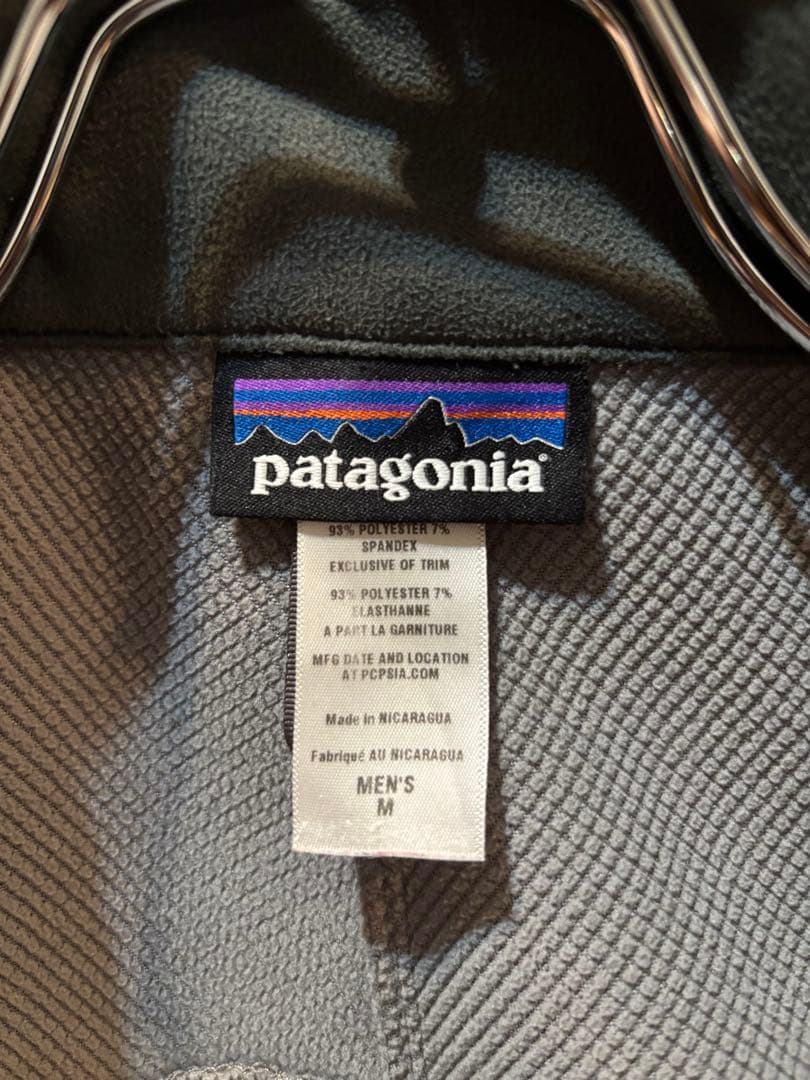 patagonia®
93% POLYESTER 7%
SPANDEX
EXCLUSIVE OF TRIM
93% POLYESTER 7%
ELASTHANNE
A PART LA GARNITURE
MFG DATE AND LOCATION
AT PCPSIA.COM
Made in NICARAGUA
Fabriqué AU NICARAGUA
MEN'S
M